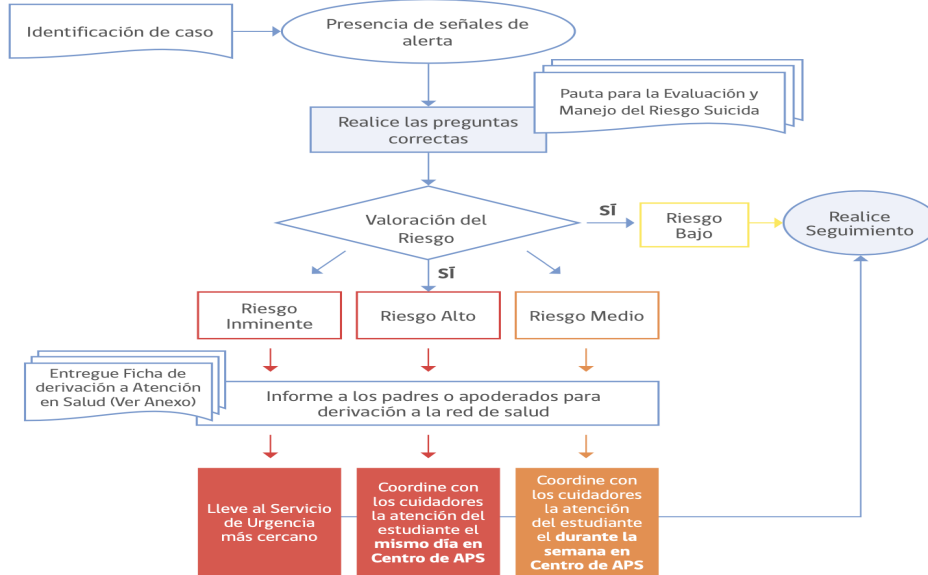 Identificación de caso
Presencia de señales de
alerta
Pauta para la Evaluación y
Manejo del Riesgo Suicida
Realice las preguntas
correctas
Valoración del
Riesgo
SÍ
Riesgo
Bajo
Realice
Seguimiento
SÍ
Riesgo
Inminente
Riesgo Alto
Riesgo Medio
Entregue Ficha de
derivación a Atención
en Salud (Ver Anexo)
Informe a los padres o apoderados para
derivación a la red de salud
Lleve al Servicio
de Urgencia
más cercano
Coordine con
los cuidadores
la atención del
estudiante el
mismo día en
Centro de APS
Coordine con
los cuidadores
la atención
del estudiante
el durante la
semana en
Centro de APS